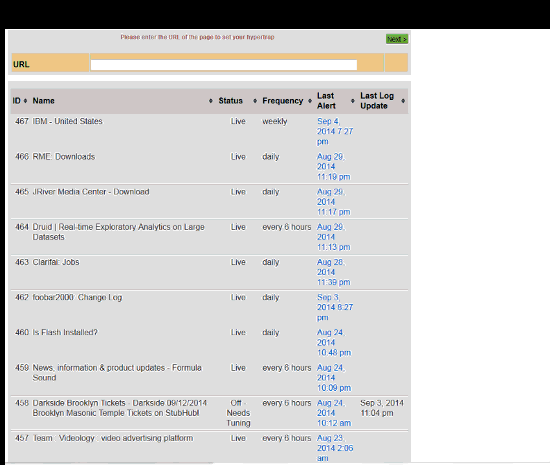 Please enter the URL of the page to set your hypertrap
Next >
URL
ID Name Status Frequency Last Alert Last Log Update
467 IBM - United States Live weekly Sep 4,
2014 7:27
pm
466 RME: Downloads Live daily Aug 29,
2014
11:19 pm
465 JRiver Media Center - Download Live daily Aug 29,
2014
11:17 pm
464 Druid | Real-time Exploratory Analytics on Large Live every 6 hours Aug 29,
Datasets 2014
11:13 pm
463 Clarifai: Jobs Live daily Aug 28,
2014
11:39 pm
462 foobar2000: Change Log Live daily Sep 3,
2014 8:27
pm
460 Is Flash Installed? Live daily Aug 24,
2014
10:48 pm
459 News, information & product updates - Formula Live every 6 hours Aug 24,
Sound 2014
10:09 pm
458 Darkside Brooklyn Tickets - Darkside 09/12/2014 Off - every 6 hours Aug 24, Sep 3, 2014
Brooklyn Masonic Temple Tickets on StubHub! Needs 2014 11:04 pm
Tuning 10:12 am
457 Team - Videology - video advertising platform Live every 6 hours Aug 23,
2014 2:06
am